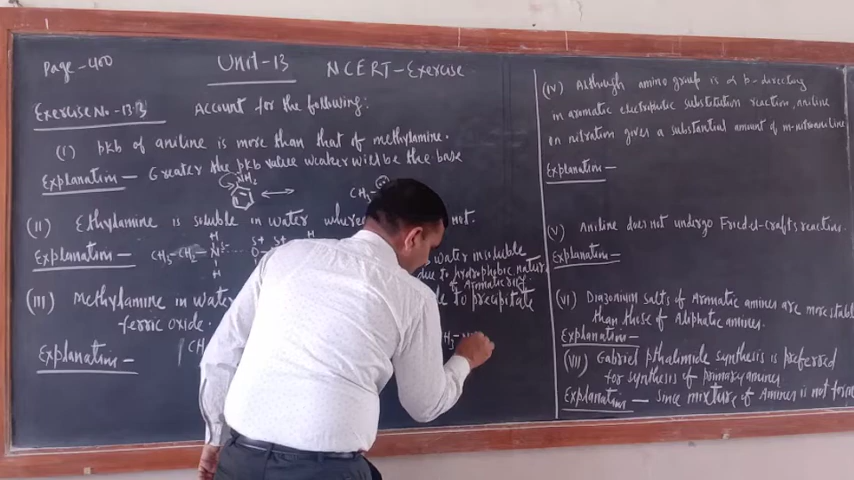 Page-400
Unit-13
NCERT-Exercise
Exercise No.-13.3
Account for the following:
(I) pkb of aniline is more than that of methylamine.
Explanation - Greater the pkb value weaker will be the base
NH2
CH3
(II) Ethylamine is soluble in water not.
Explanation - CH3-CH2-N
H
H
δ+ δ+
water insoluble
due to hydrophobic nature
of Aromatic ring
(III) Methylamine in water to precipitate
ferric oxide.
Explanation -
(IV) Although amino group is o & p-directing
in aromatic electrophilic substitution reaction, aniline
on nitration gives a substantial amount of m-nitroaniline
Explanation -
(V) Aniline does not undergo Friedel-crafts reaction.
Explanation -
(VI) Diazonium salts of Aromatic amines are more stable
than those of Aliphatic amines.
Explanation -
(VII) Gabriel pthalimide synthesis is preferred
for synthesis of primary amines
Explanation - since mixture of Amines is not